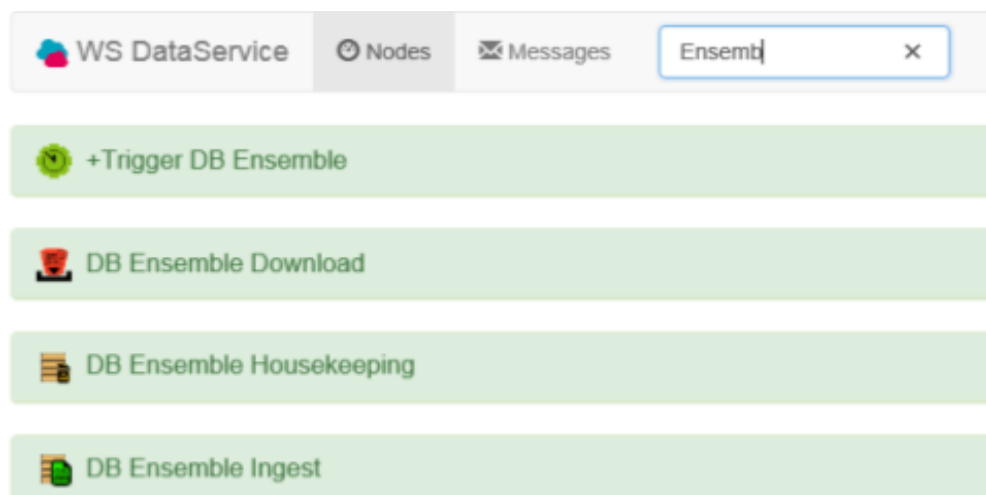 WS DataService Nodes Messages Ensemb ×
+Trigger DB Ensemble
DB Ensemble Download
DB Ensemble Housekeeping
DB Ensemble Ingest